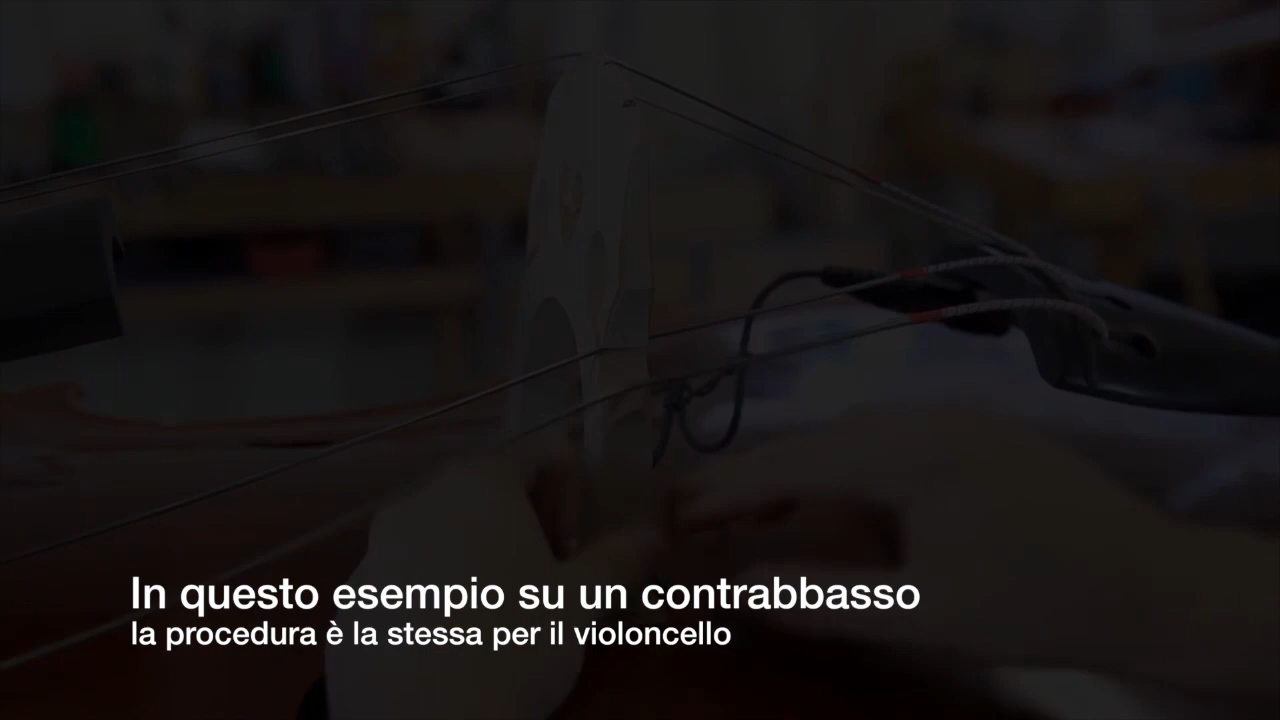 In questo esempio su un contrabbasso
la procedura è la stessa per il violoncello